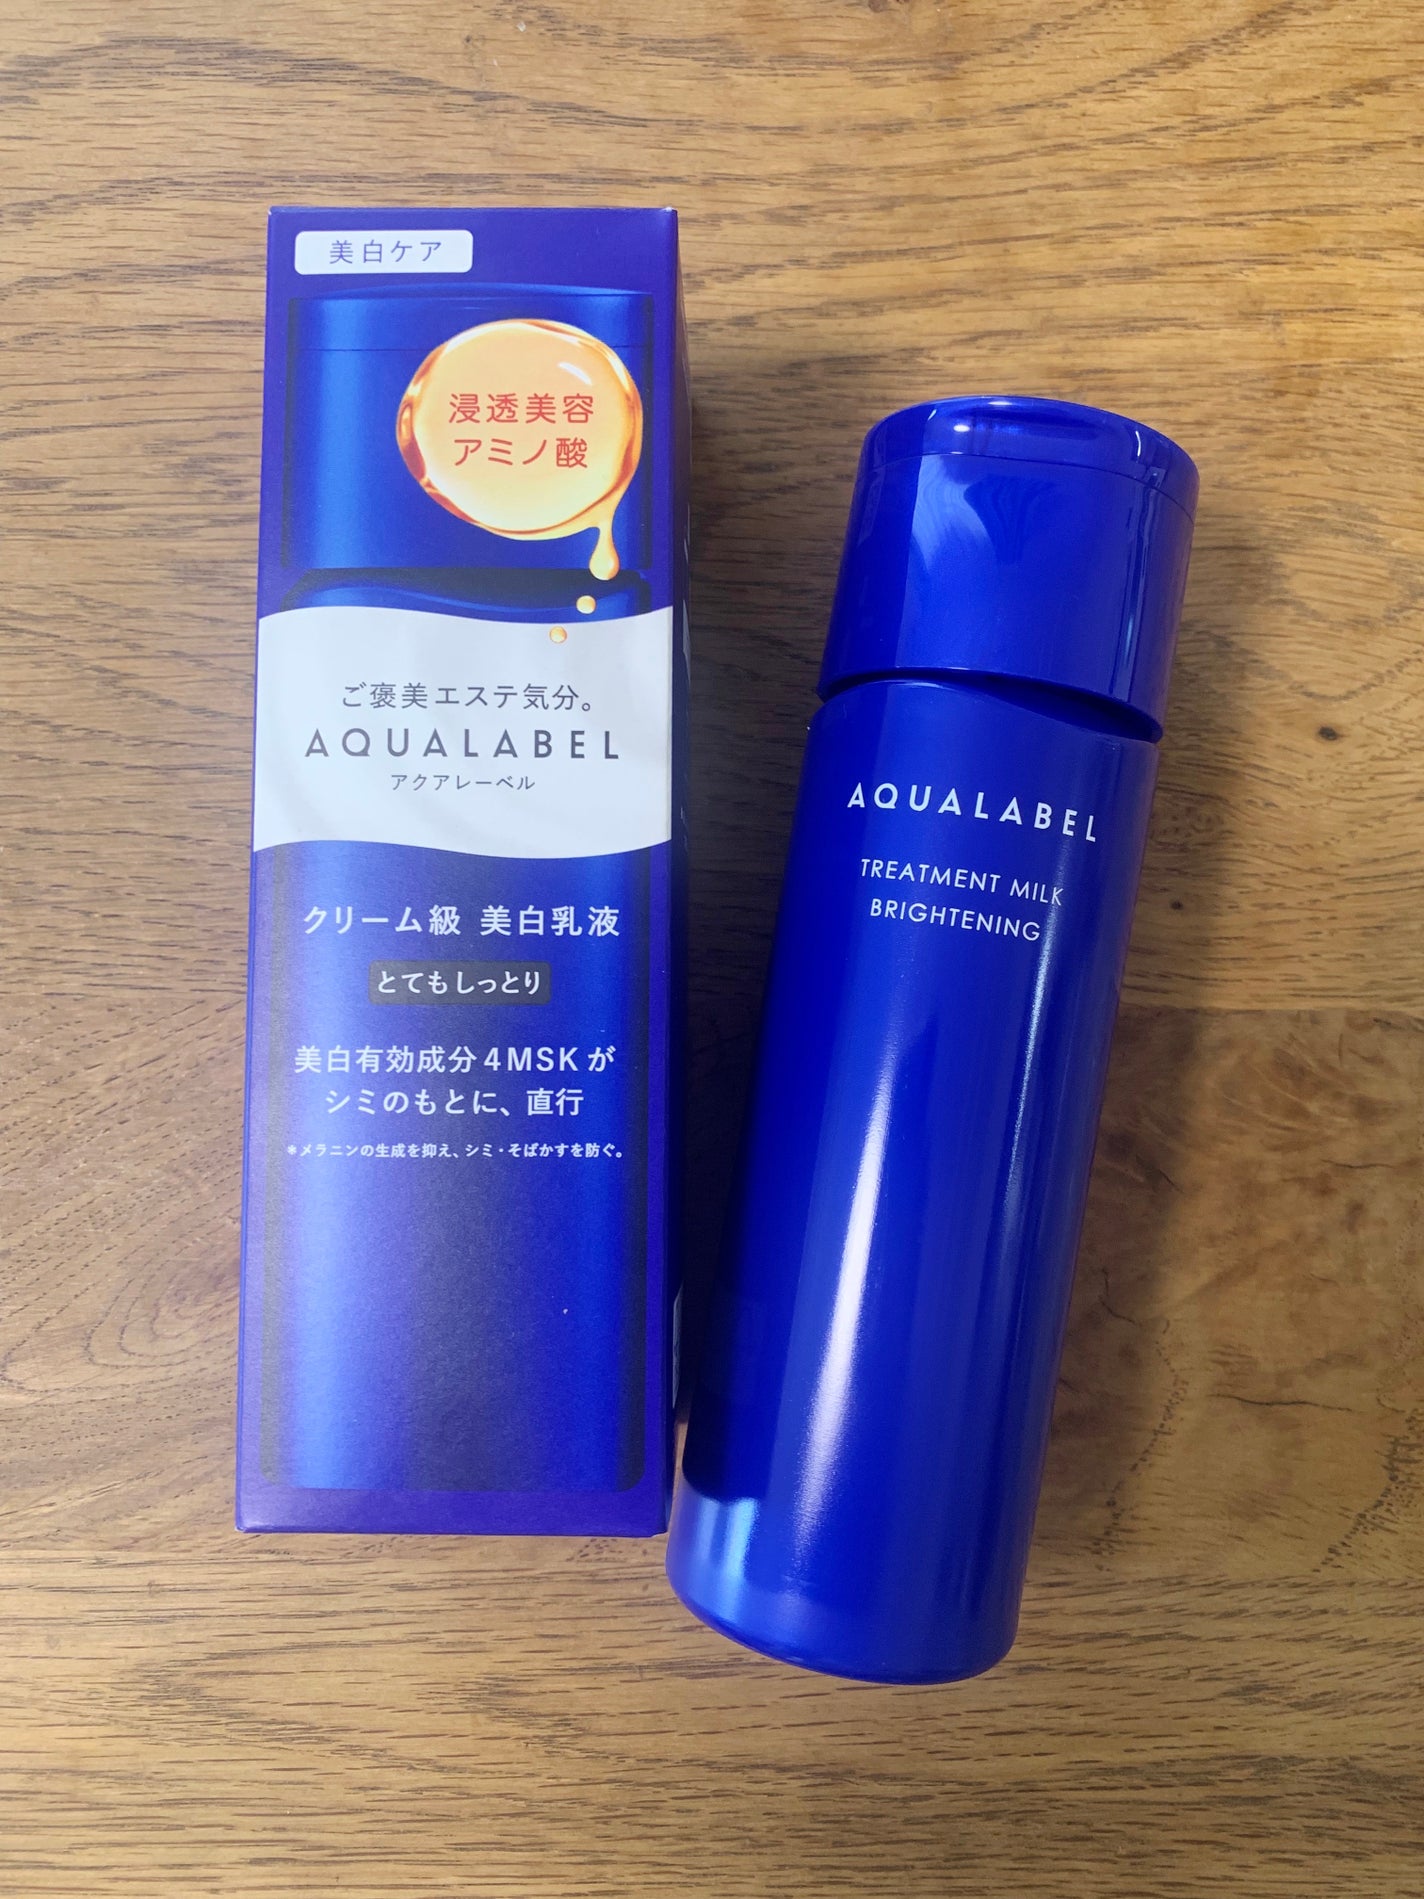 美白ケア
浸透美容
アミノ酸
ご褒美エステ気分。
AQUALABEL
アクアレーベル
クリーム級 美白乳液
とてもしっとり
美白有効成分4MSKが
シミのもとに、直行
*メラニンの生成を抑え、シミ・そばかすを防ぐ。
AQUALABEL
TREATMENT MILK
BRIGHTENING